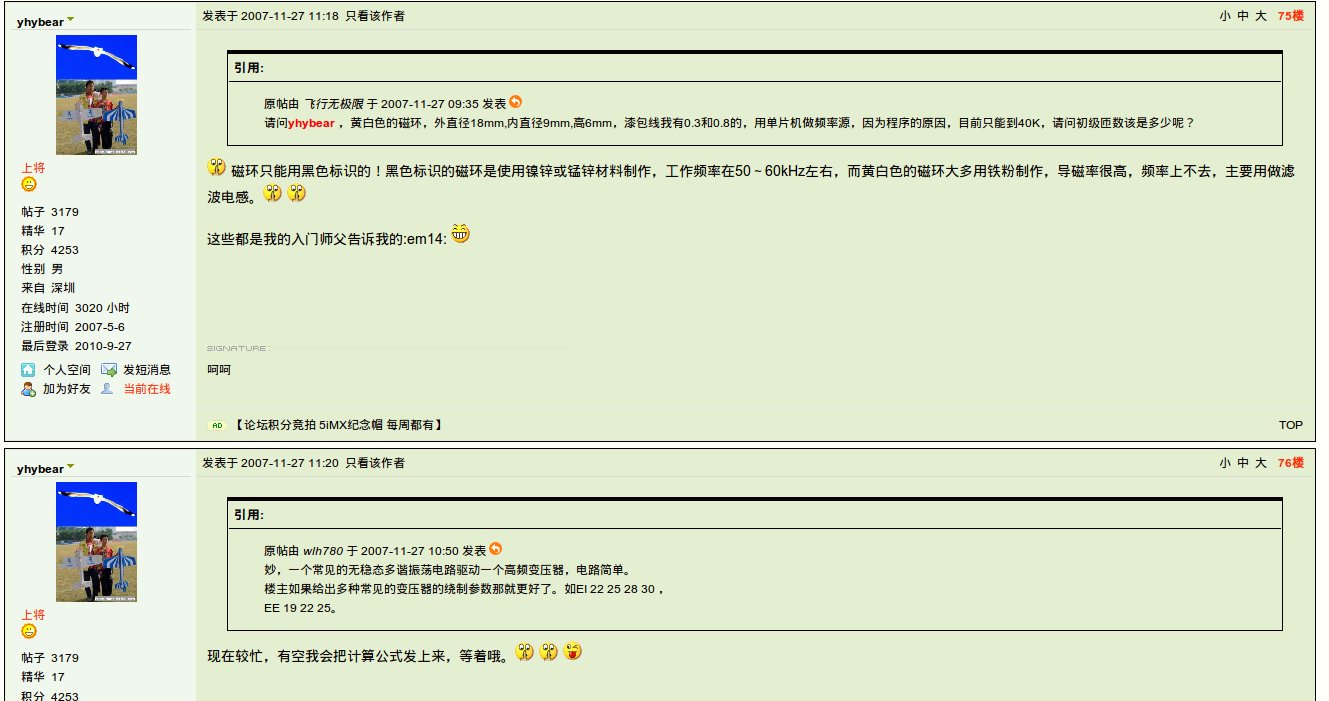 yhybear
发表于 2007-11-27 11:18 只看该作者
小 中 大 75楼
引用:
原帖由 飞行无极限 于 2007-11-27 09:35 发表
请问yhybear ，黄白色的磁环，外直径18mm,内直径9mm,高6mm，漆包线我有0.3和0.8的，用单片机做频率源，因为程序的原因，目前只能到40K，请问初级匝数该是多少呢？
磁环只能用黑色标识的！黑色标识的磁环是使用镍锌或锰锌材料制作，工作频率在50～60kHz左右，而黄白色的磁环大多用铁粉制作，导磁率很高，频率上不去，主要用做滤
波电感。
这些都是我的入门师父告诉我的:em14:
上将
帖子 3179
精华 17
积分 4253
性别 男
来自 深圳
在线时间 3020 小时
注册时间 2007-5-6
最后登录 2010-9-27
个人空间 发短消息
加为好友 当前在线
SIGNATURE:
呵呵
AD 【论坛积分竞拍 5iMX纪念帽 每周都有】
TOP
yhybear
发表于 2007-11-27 11:20 只看该作者
小 中 大 76楼
引用:
原帖由 wlh780 于 2007-11-27 10:50 发表
妙，一个常见的无稳态多谐振荡电路驱动一个高频变压器，电路简单。
楼主如果给出多种常见的变压器的绕制参数那就更好了。如EI 22 25 28 30，
EE 19 22 25。
现在较忙，有空我会把计算公式发上来，等着哦。
上将
帖子 3179
精华 17
积分 4253